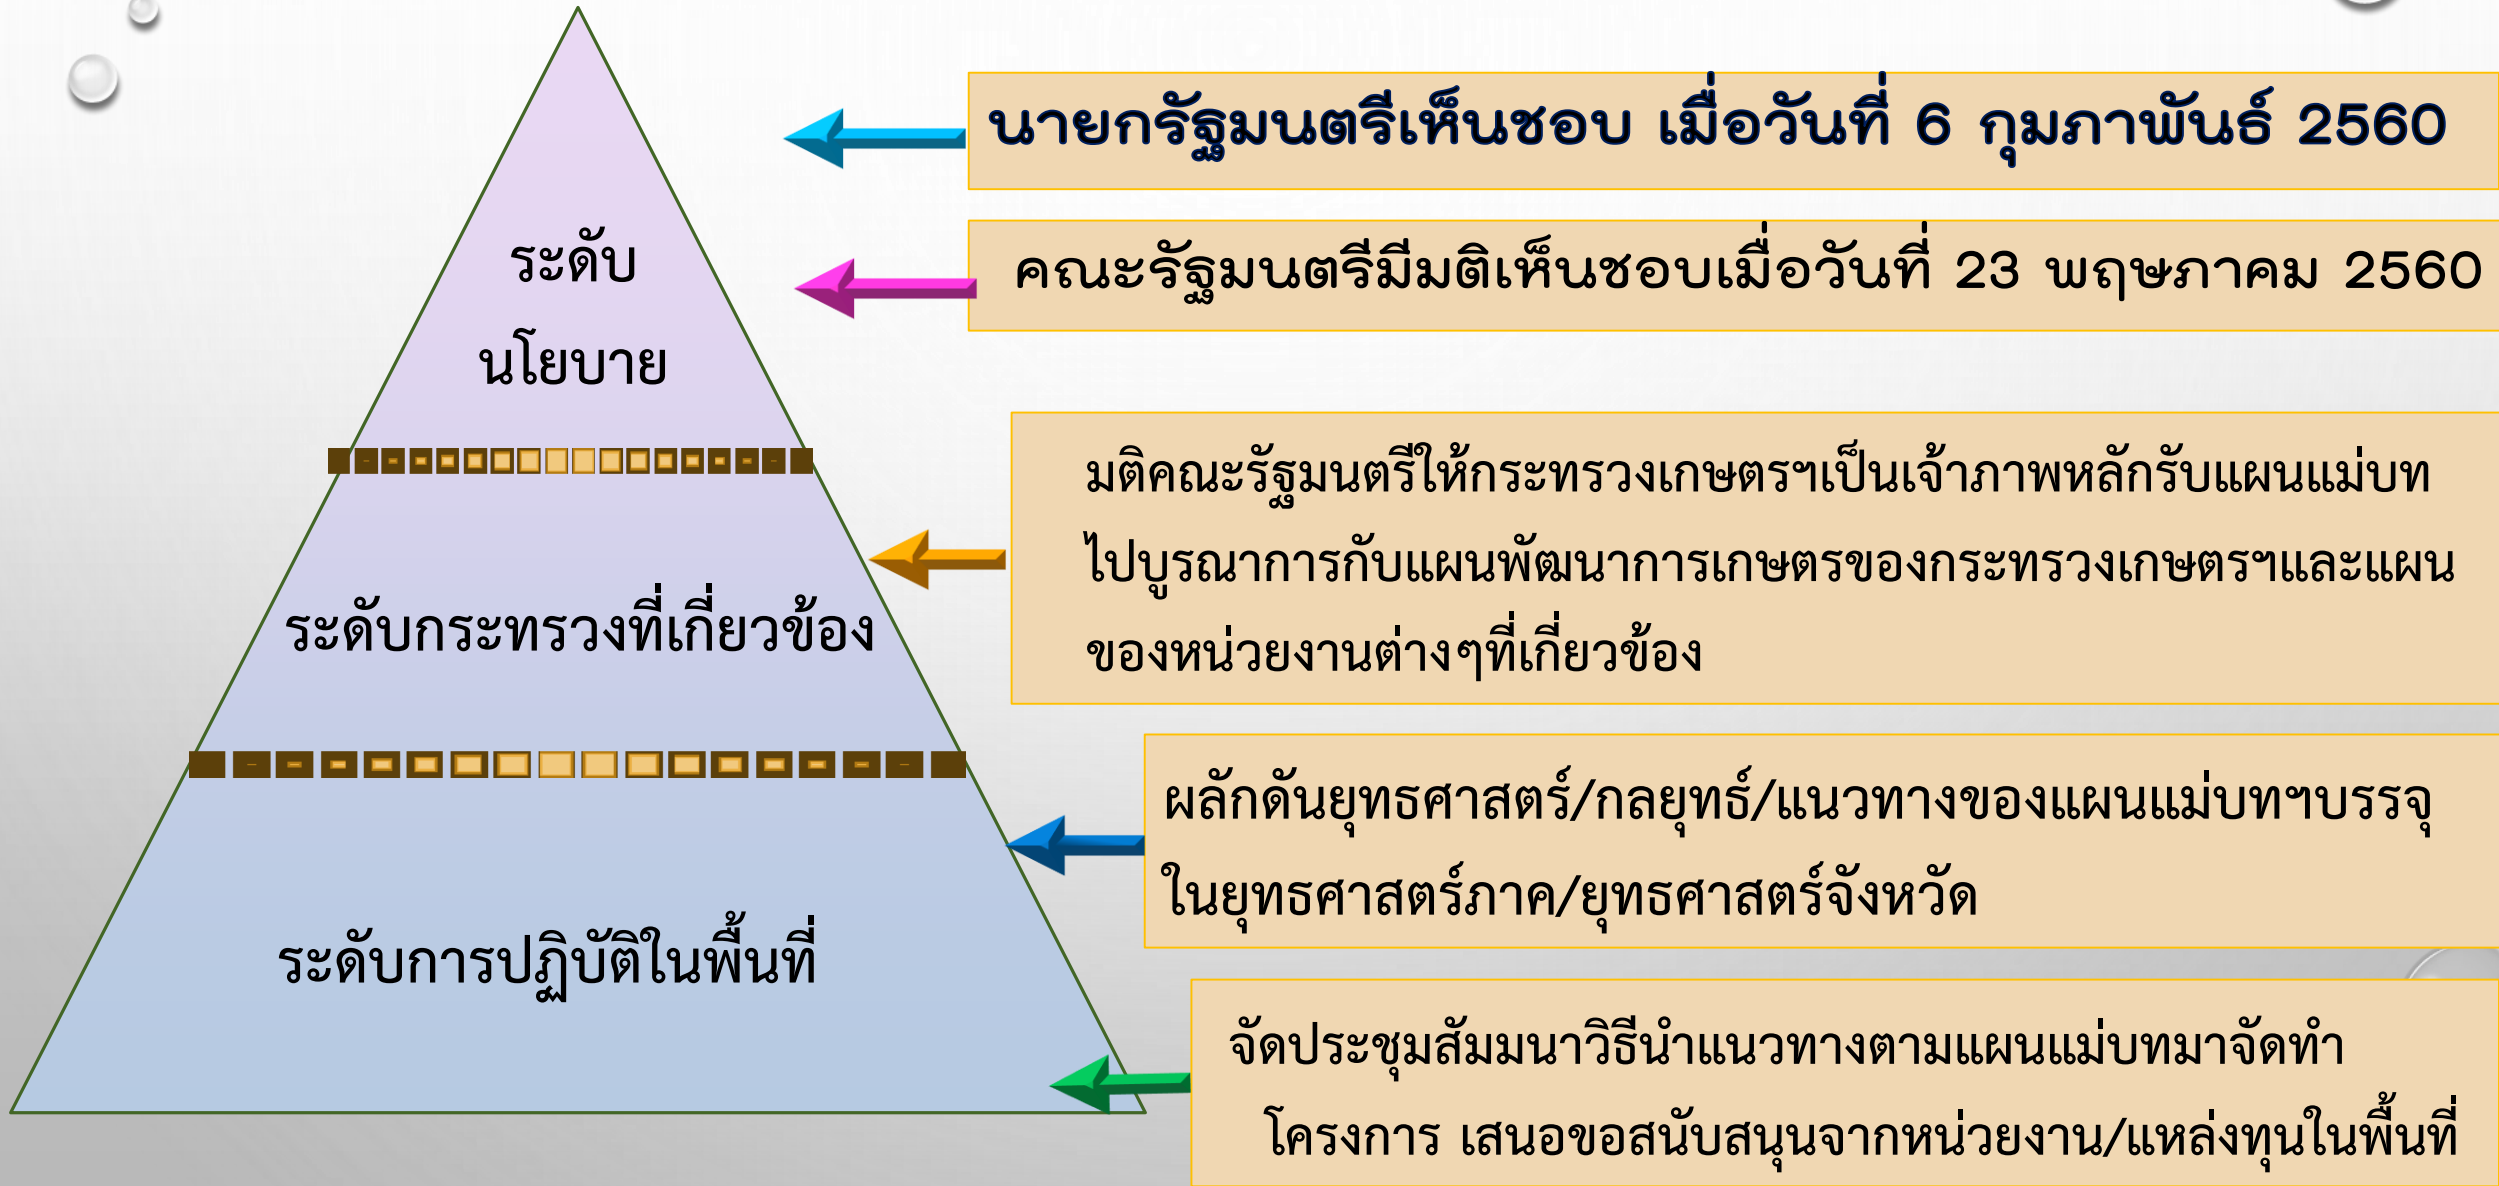 นายกรัฐมนตรีเห็นชอบ เมื่อวันที่ 6 กุมภาพันธ์ 2560
คณะรัฐมนตรีมีมติเห็นชอบเมื่อวันที่ 23 พฤษภาคม 2560
ระดับ
นโยบาย
มติคณะรัฐมนตรีให้กระทรวงเกษตรฯเป็นเจ้าภาพหลักรับแผนแม่บท
ไปบูรณาการกับแผนพัฒนาการเกษตรของกระทรวงเกษตรฯและแผน
ของหน่วยงานต่างๆที่เกี่ยวข้อง
ระดับกระทรวงที่เกี่ยวข้อง
ผลักดันยุทธศาสตร์/กลยุทธ์/แนวทางของแผนแม่บทฯบรรจุ
ในยุทธศาสตร์ภาค/ยุทธศาสตร์จังหวัด
ระดับการปฏิบัติในพื้นที่
จัดประชุมสัมมนาวิธีนำแนวทางตามแผนแม่บทมาจัดทำ
โครงการ เสนอขอสนับสนุนจากหน่วยงาน/แหล่งทุนในพื้นที่